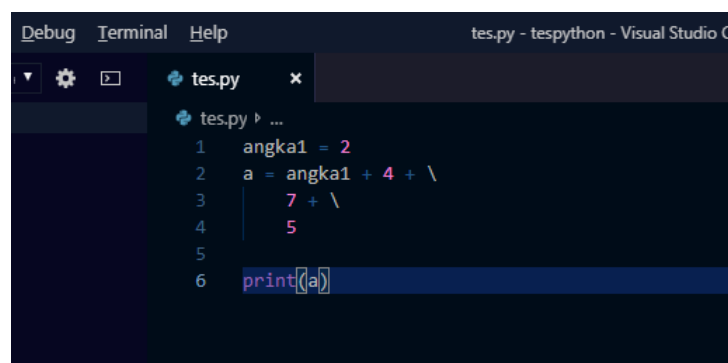 Debug Terminal Help tes.py - tespython - Visual Studio
tes.py ×
tes.py ▹ ...
1 angka1 = 2
2 a = angka1 + 4 + \
3 7 + \
4 5
5
6 print(a)